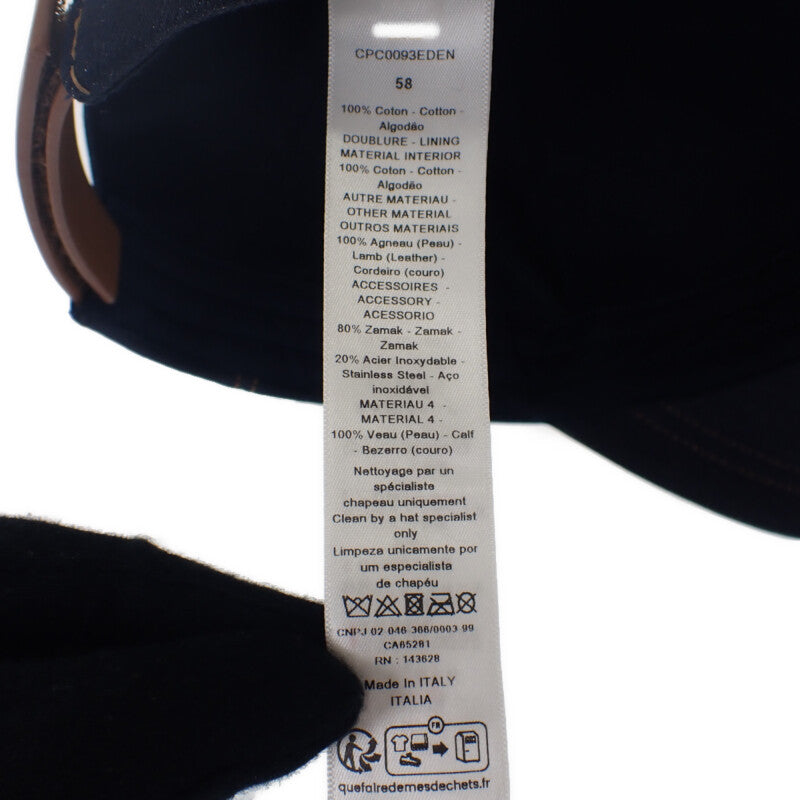 CPC0093EDEN
58
100% Coton - Cotton -
Algodão
DOUBLURE - LINING
MATERIAL INTERIOR
100% Coton - Cotton -
Algodão
AUTRE MATERIAU -
OTHER MATERIAL
OUTROS MATERIAIS
100% Agneau (Peau) -
Lamb (Leather) -
Cordeiro (couro)
ACCESSOIRES -
ACCESSORY -
ACESSORIO
80% Zamak - Zamak -
Zamak
20% Acier Inoxydable -
Stainless Steel - Aço
inoxidável
MATERIAU 4 -
MATERIAL 4 -
100% Veau (Peau) - Calf
- Bezerro (couro)
Nettoyage par un
spécialiste
chapeau uniquement
Clean by a hat specialist
only
Limpeza unicamente por
um especialista
de chapéu
CNPJ 02 046 366/0003 99
CA65281
RN : 143628
Made In ITALY
ITALIA
FR
quefairedemesdechets.fr